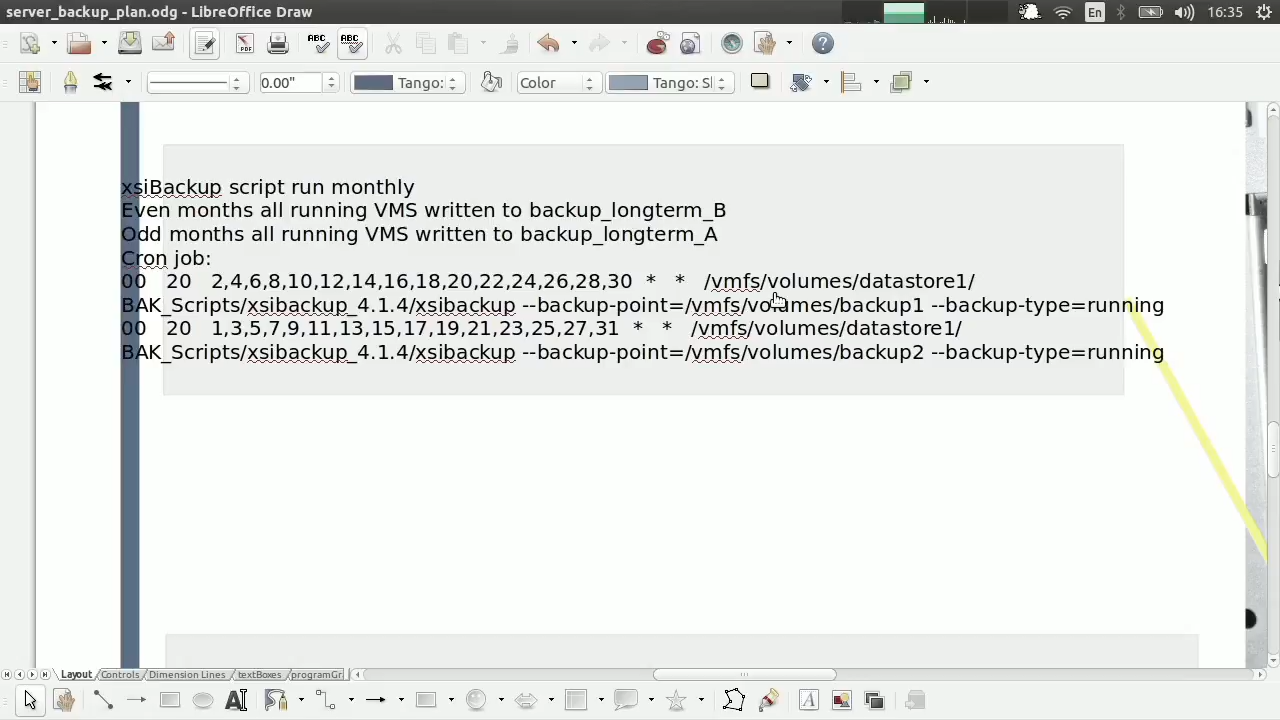 server_backup_plan.odg - LibreOffice Draw
En
16:35
ABC
ABC
0.00"
Tango:
Color
Tango: Sl
xsiBackup script run monthly
Even months all running VMS written to backup_longterm_B
Odd months all running VMS written to backup_longterm_A
Cron job:
00 20 2,4,6,8,10,12,14,16,18,20,22,24,26,28,30 * * /vmfs/volumes/datastore1/
BAK_Scripts/xsibackup_4.1.4/xsibackup --backup-point=/vmfs/volumes/backup1 --backup-type=running
00 20 1,3,5,7,9,11,13,15,17,19,21,23,25,27,31 * * /vmfs/volumes/datastore1/
BAK_Scripts/xsibackup_4.1.4/xsibackup --backup-point=/vmfs/volumes/backup2 --backup-type=running
Layout
Controls
Dimension Lines
textBoxes
programGr